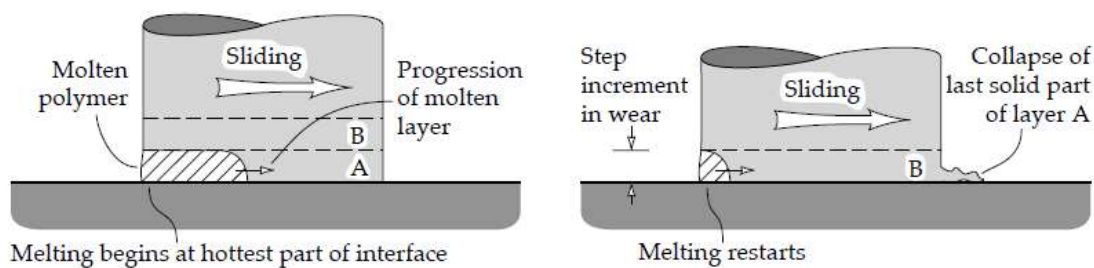 Molten
polymer
Sliding
Progression
of molten
layer
B
A
Melting begins at hottest part of interface
Step
increment
in wear
Sliding
Collapse of
last solid part
of layer A
B
Melting restarts